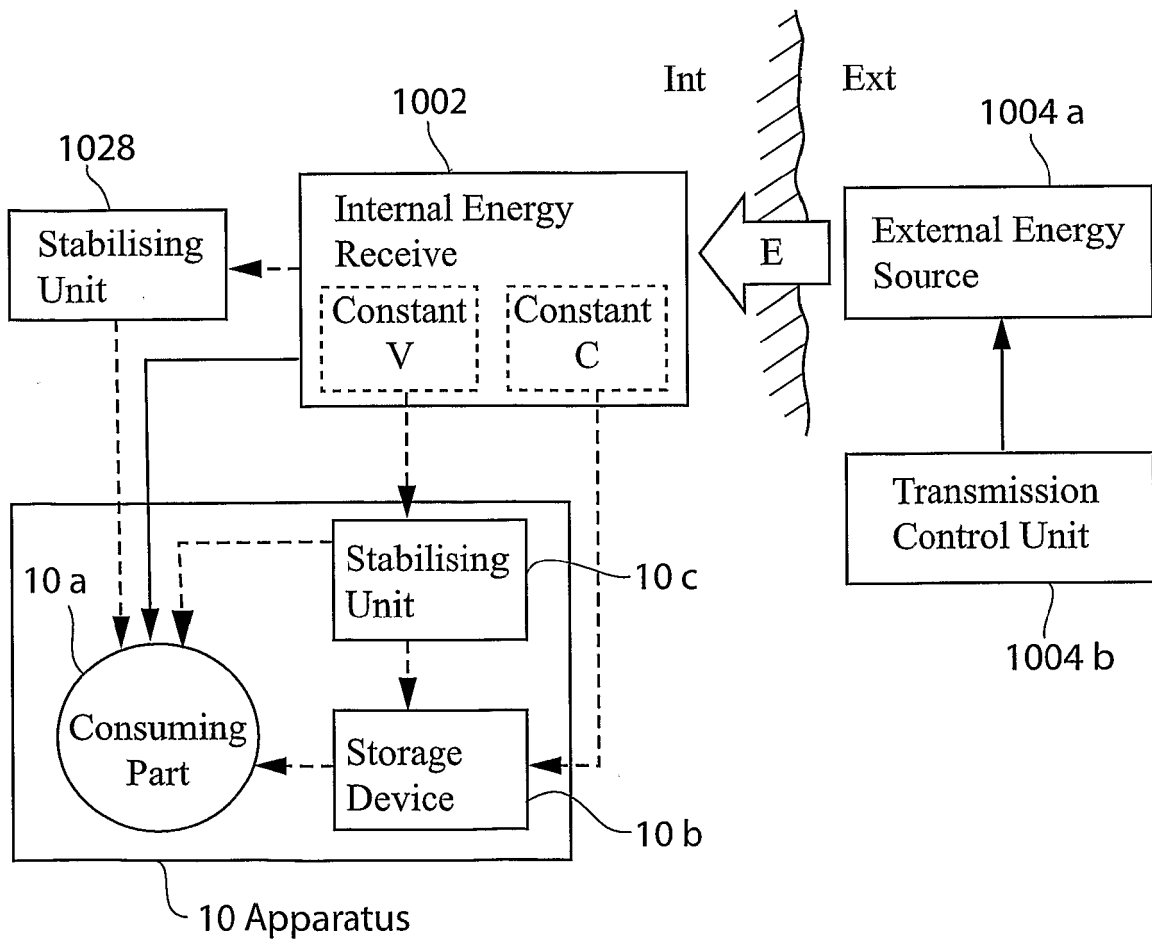 Int
Ext
1002
1004 a
1028
Internal Energy
Receive
External Energy
Source
E
Stabilising
Unit
Constant
V
Constant
C
Transmission
Control Unit
Stabilising
Unit
10 a
10 c
1004 b
Consuming
Part
Storage
Device
10 b
10 Apparatus